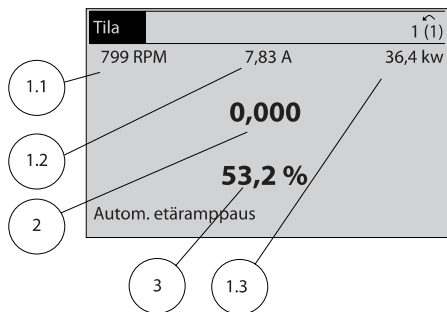 Tila
1 (1)
799 RPM 7,83 A 36,4 kw
1.1
0,000
1.2
53,2 %
2
Autom. etäramppaus
3 1.3